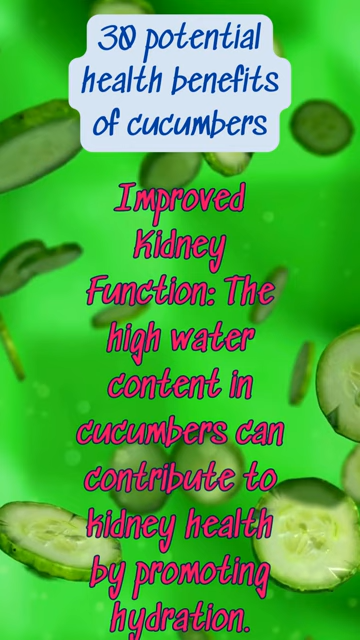 30 potential
health benefits
of cucumbers
Improved
Kidney
Function: The
high water
content in
cucumbers can
contribute to
kidney health
by promoting
hydration.